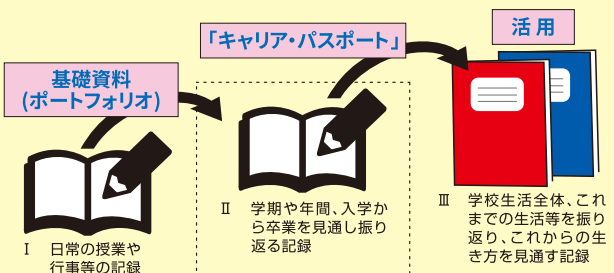 基礎資料
(ポートフォリオ)
「キャリア・パスポート」
活用
Ⅰ 日常の授業や
行事等の記録
Ⅱ 学期や年間、入学か
ら卒業を見通し振り
返る記録
Ⅲ 学校生活全体、これ
までの生活等を振り
返り、これからの生
き方を見通す記録